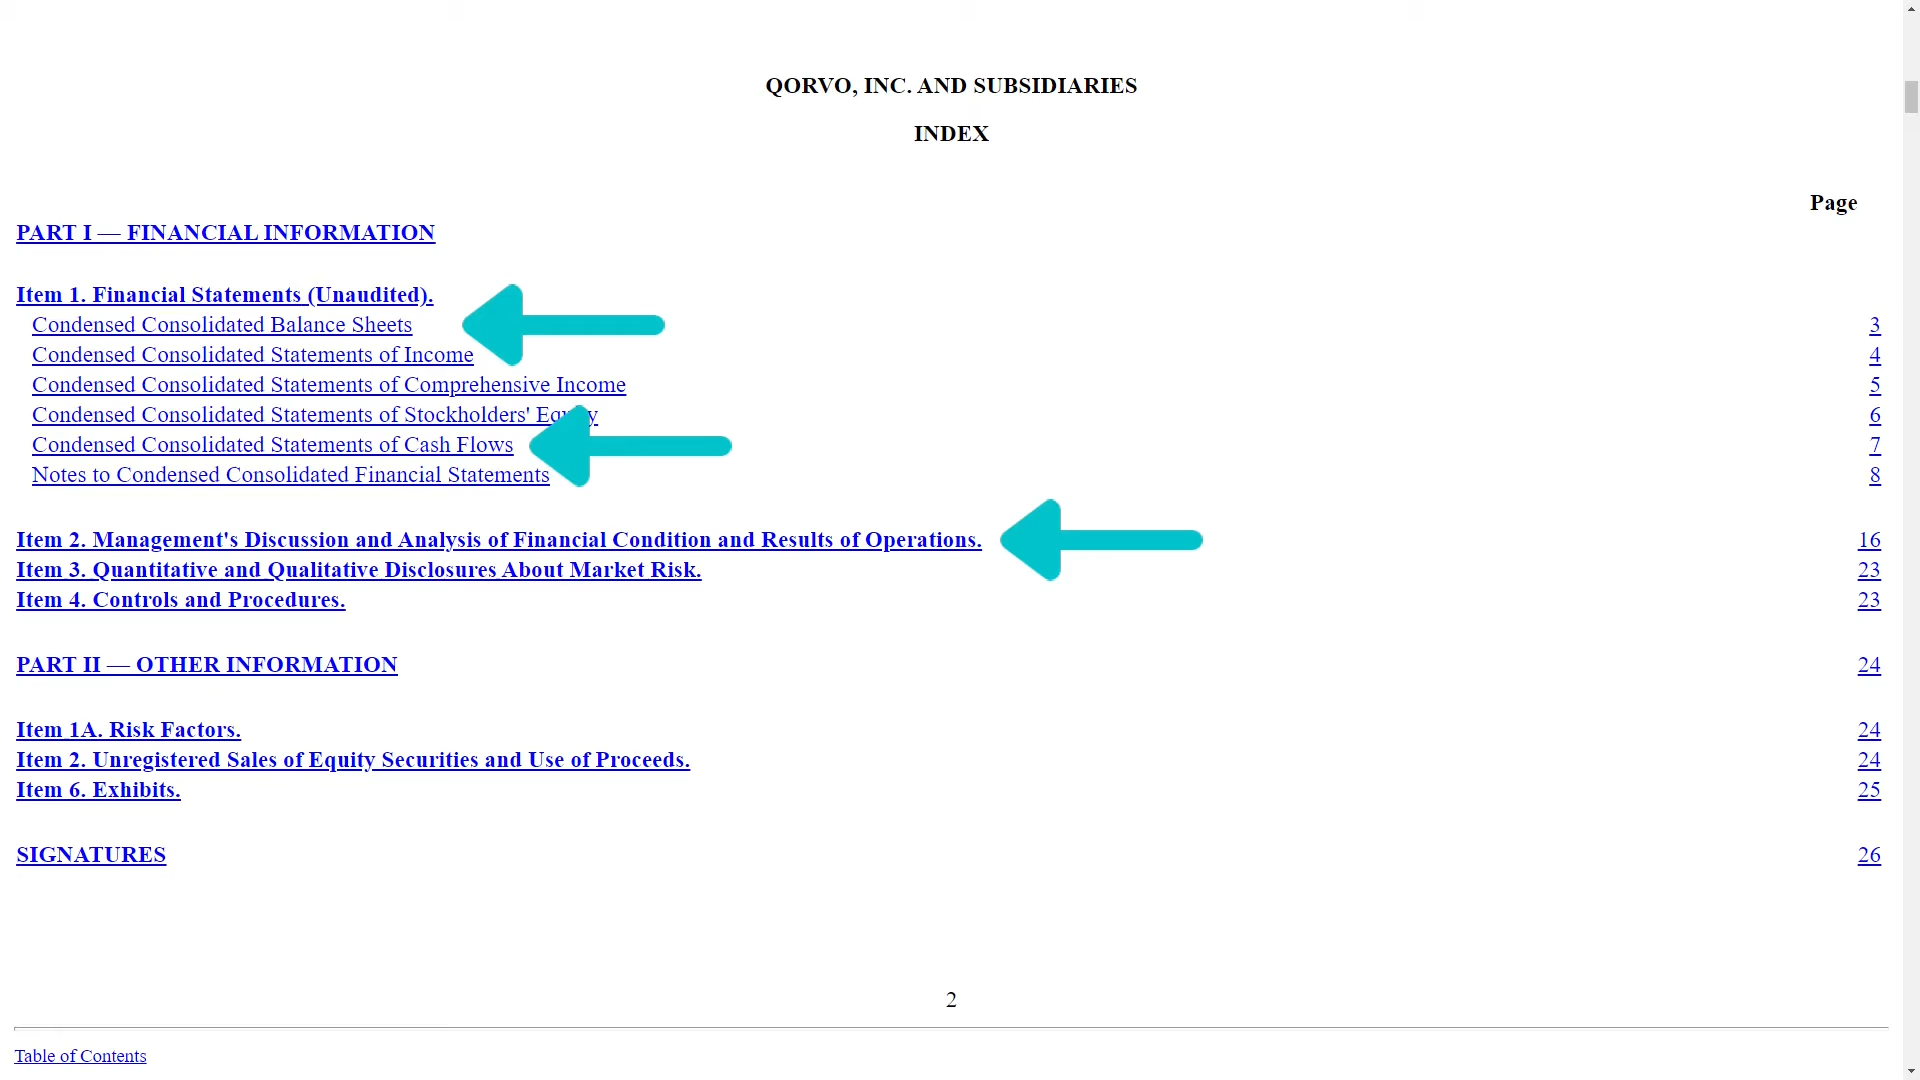 QORVO, INC. AND SUBSIDIARIES
INDEX
Page
PART I — FINANCIAL INFORMATION
Item 1. Financial Statements (Unaudited).
Condensed Consolidated Balance Sheets 3
Condensed Consolidated Statements of Income 4
Condensed Consolidated Statements of Comprehensive Income 5
Condensed Consolidated Statements of Stockholders' Equity 6
Condensed Consolidated Statements of Cash Flows 7
Notes to Condensed Consolidated Financial Statements 8
Item 2. Management's Discussion and Analysis of Financial Condition and Results of Operations. 16
Item 3. Quantitative and Qualitative Disclosures About Market Risk. 23
Item 4. Controls and Procedures. 23
PART II — OTHER INFORMATION 24
Item 1A. Risk Factors. 24
Item 2. Unregistered Sales of Equity Securities and Use of Proceeds. 24
Item 6. Exhibits. 25
SIGNATURES 26
2
Table of Contents